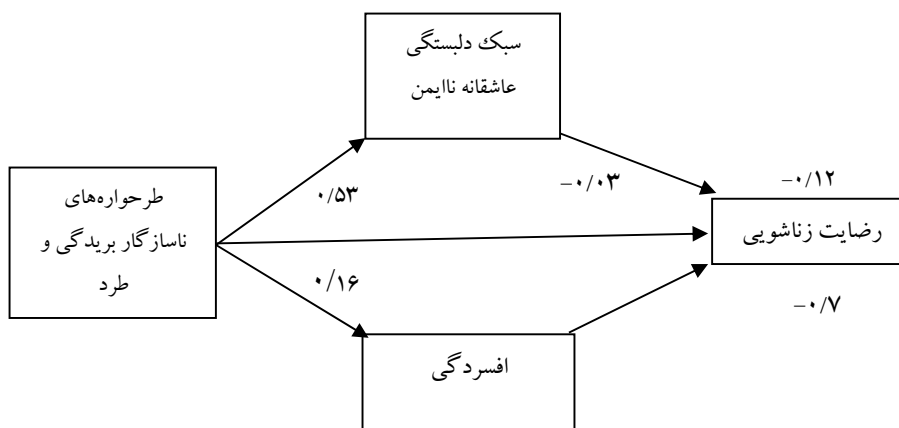 سبک دلبستگی
عاشقانه ناایمن
طرحواره‌های
ناسازگار بریدگی و
طرد
۰/۵۳
−۰/۰۳
−۰/۱۲
رضایت زناشویی
۰/۱۶
−۰/۷
افسردگی